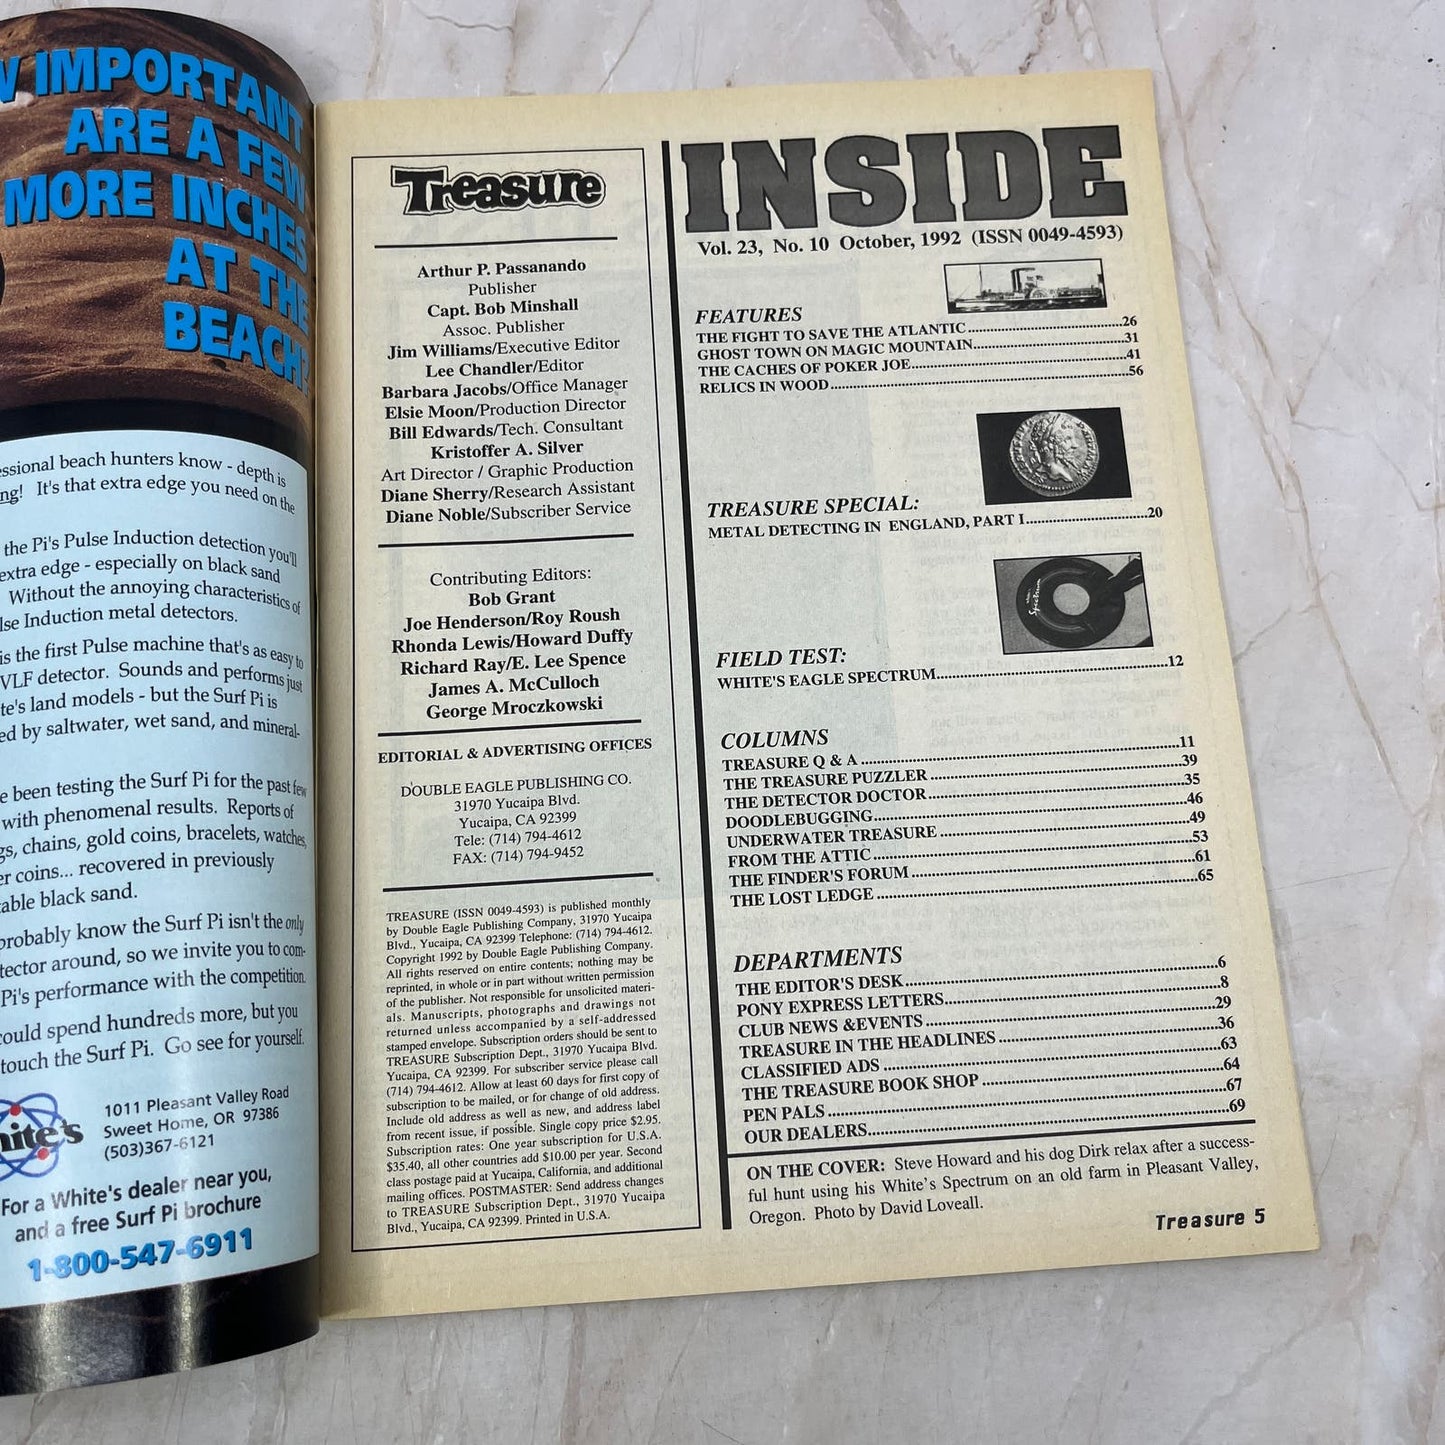 IMPORTANT
ARE A FEW
MORE INCHES
AT THE
BEACH?
hunters know - depth is
It's that extra edge you need on the
the Pi's Pulse Induction detection you'll
extra edge - especially on black sand
Without the annoying characteristics of
Induction metal detectors.
is the first Pulse machine that's as easy to
VLF detector. Sounds and performs just
land models - but the Surf Pi is
by saltwater, wet sand, and mineral-
been testing the Surf Pi for the past few
with phenomenal results. Reports of
chains, gold coins, bracelets, watches,
coins... recovered in previously
black sand.
probably know the Surf Pi isn't the only
around, so we invite you to com-
Pi's performance with the competition.
could spend hundreds more, but you
touch the Surf Pi. Go see for yourself.
1011 Pleasant Valley Road
Sweet Home, OR 97386
(503)367-6121
For a White's dealer near you,
and a free Surf Pi brochure
1-800-547-6911
Treasure
Arthur P. Passanando
Publisher
Capt. Bob Minshall
Assoc. Publisher
Jim Williams/Executive Editor
Lee Chandler/Editor
Barbara Jacobs/Office Manager
Elsie Moon/Production Director
Bill Edwards/Tech. Consultant
Kristoffer A. Silver
Art Director / Graphic Production
Diane Sherry/Research Assistant
Diane Noble/Subscriber Service
Contributing Editors:
Bob Grant
Joe Henderson/Roy Roush
Rhonda Lewis/Howard Duffy
Richard Ray/E. Lee Spence
James A. McCulloch
George Mroczkowski
EDITORIAL & ADVERTISING OFFICES
DOUBLE EAGLE PUBLISHING CO.
31970 Yucaipa Blvd.
Yucaipa, CA 92399
Tele: (714) 794-4612
FAX: (714) 794-9452
TREASURE (ISSN 0049-4593) is published monthly
by Double Eagle Publishing Company, 31970 Yucaipa
Blvd., Yucaipa, CA 92399 Telephone: (714) 794-4612.
Copyright 1992 by Double Eagle Publishing Company.
All rights reserved on entire contents; nothing may be
reprinted, in whole or in part without written permission
of the publisher. Not responsible for unsolicited materi-
als. Manuscripts, photographs and drawings not
returned unless accompanied by a self-addressed
stamped envelope. Subscription orders should be sent to
TREASURE Subscription Dept., 31970 Yucaipa Blvd.
Yucaipa, CA 92399. For subscriber service please call
(714) 794-4612. Allow at least 60 days for first copy of
subscription to be mailed, or for change of old address.
Include old address as well as new, and address label
from recent issue, if possible. Single copy price $2.95.
Subscription rates: One year subscription for U.S.A.
$35.40, all other countries add $10.00 per year. Second
class postage paid at Yucaipa, California, and additional
mailing offices. POSTMASTER: Send address changes
to TREASURE Subscription Dept., 31970 Yucaipa
Blvd., Yucaipa, CA 92399. Printed in U.S.A.
INSIDE
Vol. 23, No. 10 October, 1992 (ISSN 0049-4593)
FEATURES
THE FIGHT TO SAVE THE ATLANTIC 26
GHOST TOWN ON MAGIC MOUNTAIN 31
THE CACHES OF POKER JOE 41
RELICS IN WOOD 56
TREASURE SPECIAL:
METAL DETECTING IN ENGLAND, PART I 20
Spectrum
FIELD TEST:
WHITE'S EAGLE SPECTRUM 12
COLUMNS
TREASURE Q & A 11
THE TREASURE PUZZLER 39
THE DETECTOR DOCTOR 35
DOODLEBUGGING 46
UNDERWATER TREASURE 49
FROM THE ATTIC 53
THE FINDER'S FORUM 61
THE LOST LEDGE 65
DEPARTMENTS
THE EDITOR'S DESK 6
PONY EXPRESS LETTERS 8
CLUB NEWS &EVENTS 29
TREASURE IN THE HEADLINES 36
CLASSIFIED ADS 63
THE TREASURE BOOK SHOP 64
PEN PALS 67
OUR DEALERS 69
ON THE COVER: Steve Howard and his dog Dirk relax after a success-
ful hunt using his White's Spectrum on an old farm in Pleasant Valley,
Oregon. Photo by David Loveall.
Treasure 5